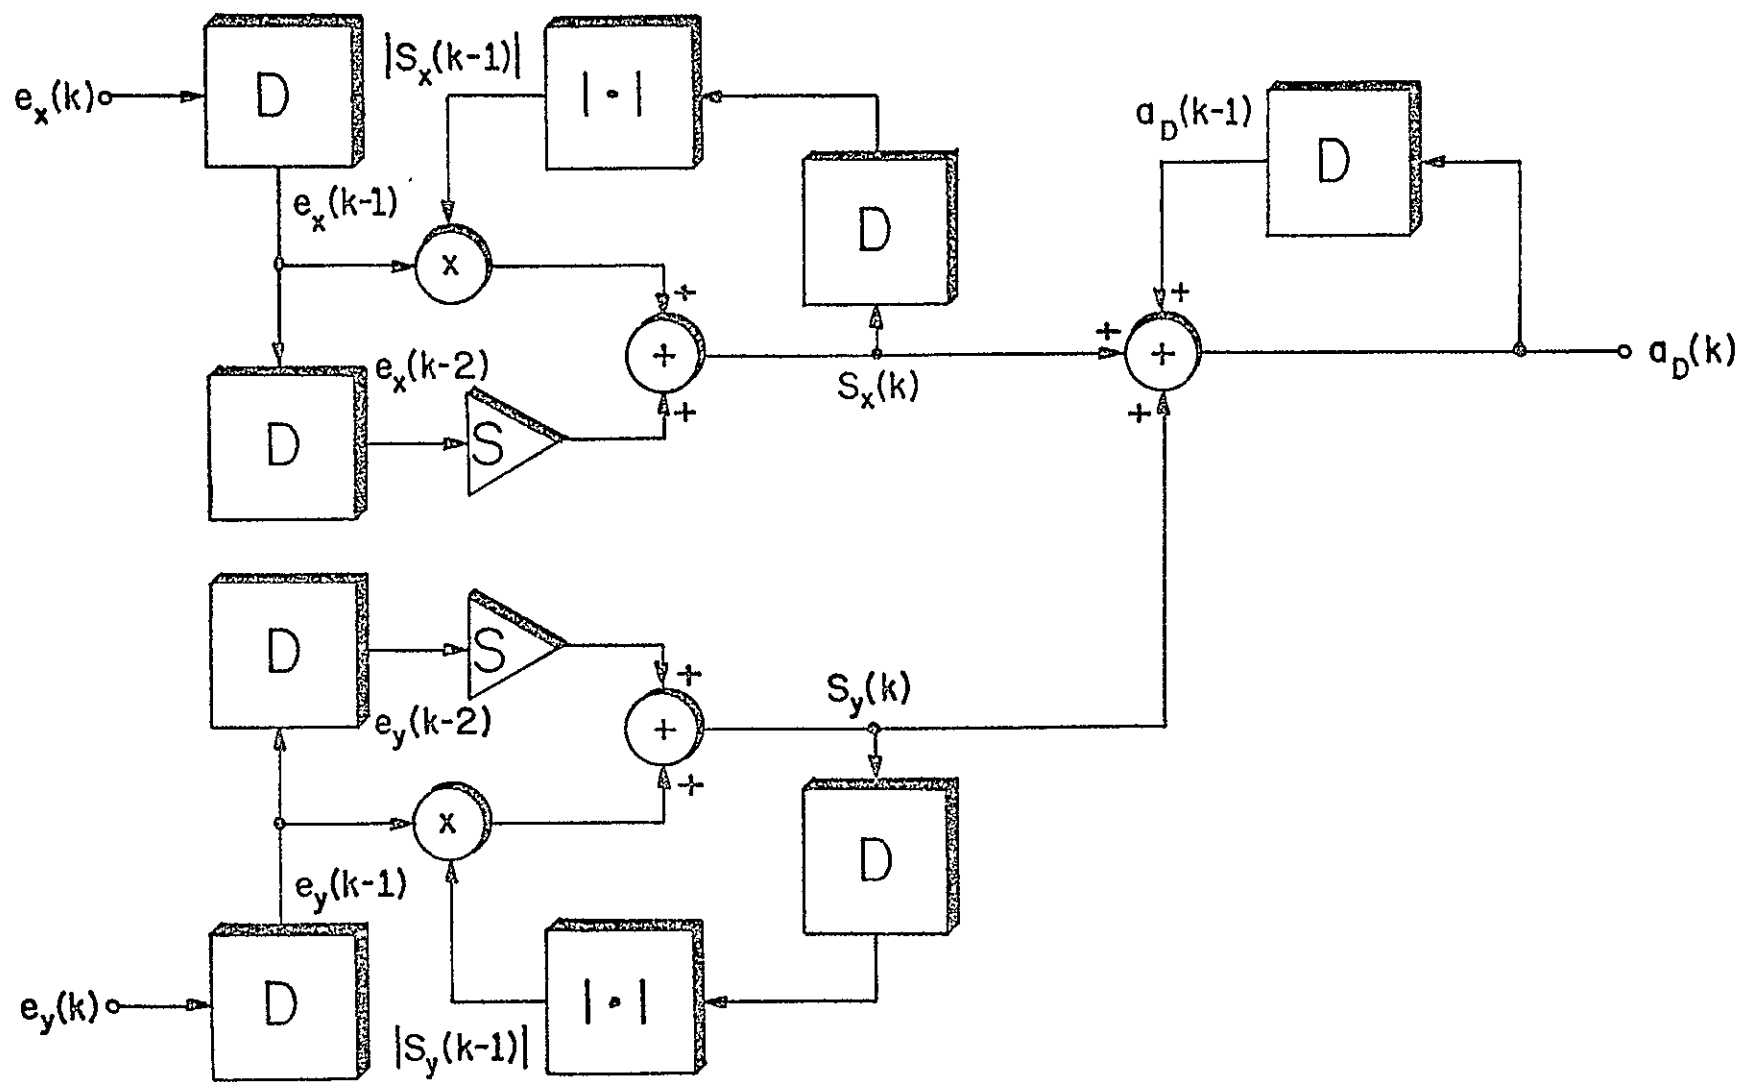 e_x(k)
D
|S_x(k-1)|
|·|
a_D(k-1)
D
e_x(k-1)
D
x
+
+
+
+
+
+
a_D(k)
e_x(k-2)
+
S_x(k)
+
D
S
D
S
S_y(k)
+
e_y(k-2)
+
+
x
D
e_y(k-1)
e_y(k)
D
|·|
|S_y(k-1)|